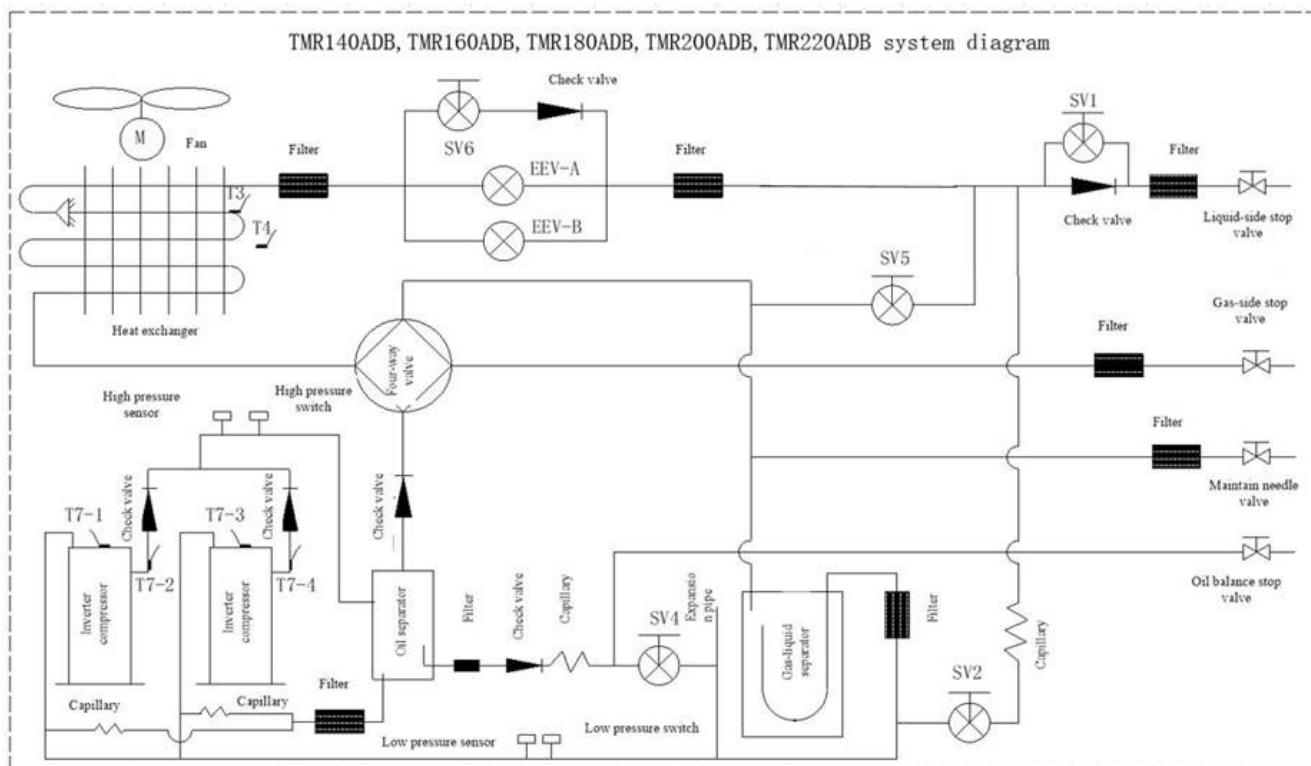 TMR140ADB, TMR160ADB, TMR180ADB, TMR200ADB, TMR220ADB system diagram
Check valve
SV1
M
Fan
Filter
SV6
Filter
Filter
EEV-A
T3
T4
Check valve
Liquid-side stop
valve
EEV-B
SV5
Heat exchanger
Gas-side stop
valve
Filter
Four-way
valve
High pressure
sensor
High pressure
switch
Filter
Maintain needle
valve
Check valve
Check valve
Check valve
T7-1
T7-3
T7-2
T7-4
Inverter
compressor
Inverter
compressor
Oil separator
Filter
Check valve
Capillary
SV4
Expansio
n pipe
Gas-liquid
separator
Filter
Oil balance stop
valve
Capillary
SV2
Filter
Capillary
Capillary
Low pressure sensor
Low pressure switch